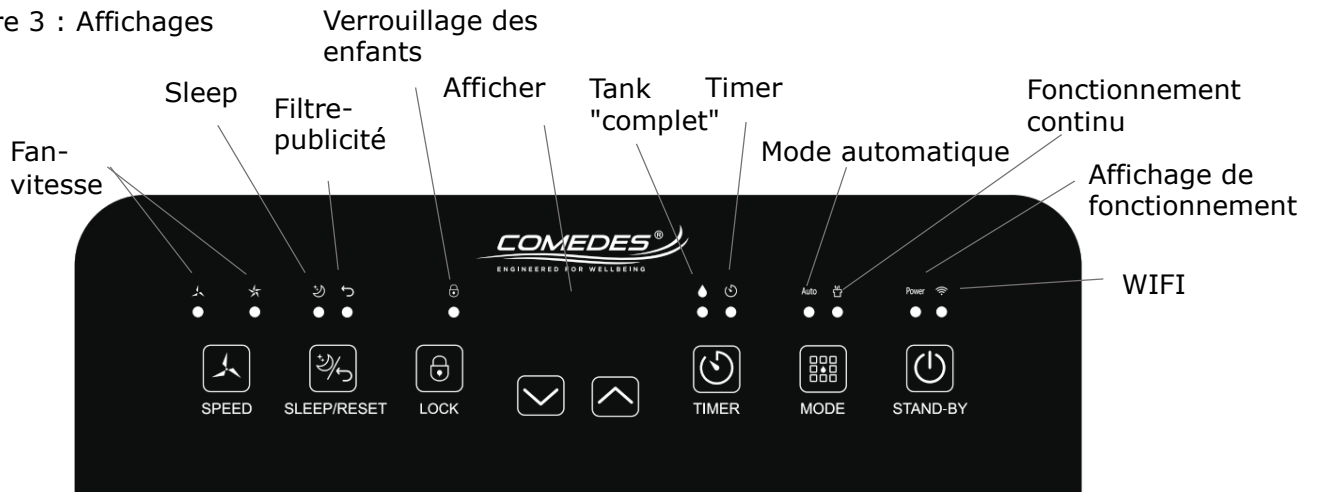 re 3 : Affichages
Verrouillage des
enfants
Sleep
Filtre-
publicité
Afficher
Tank
"complet"
Timer
Fonctionnement
continu
Fan-
vitesse
Mode automatique
Affichage de
fonctionnement
WIFI
COMEDES®
ENGINEERED FOR WELLBEING
Auto
Power
SPEED
SLEEP/RESET
LOCK
TIMER
MODE
STAND-BY